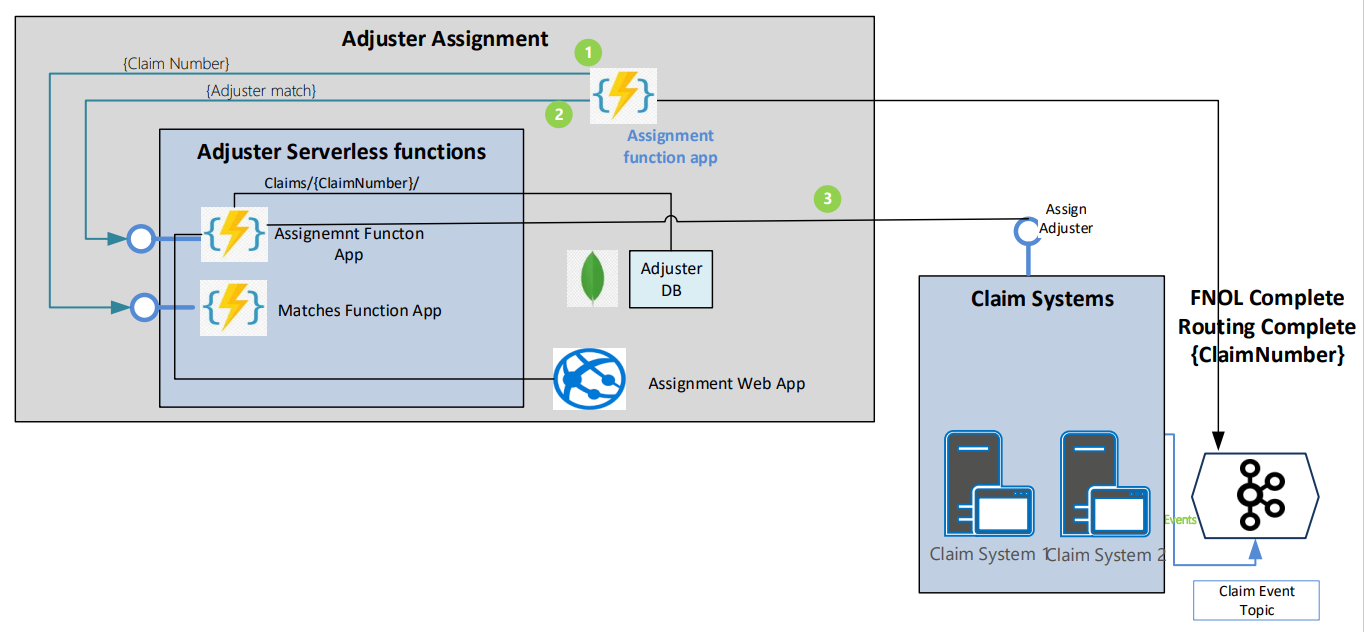 Adjuster Assignment
1
{Claim Number}
{Adjuster match}
2
Assignment
function app
Adjuster Serverless functions
Claims/{ClaimNumber}/
3
Assignemnt Functon
App
Assign
Adjuster
Adjuster
DB
Matches Function App
Claim Systems
FNOL Complete
Routing Complete
{ClaimNumber}
Assignment Web App
Events
Claim System 1
Claim System 2
Claim Event
Topic